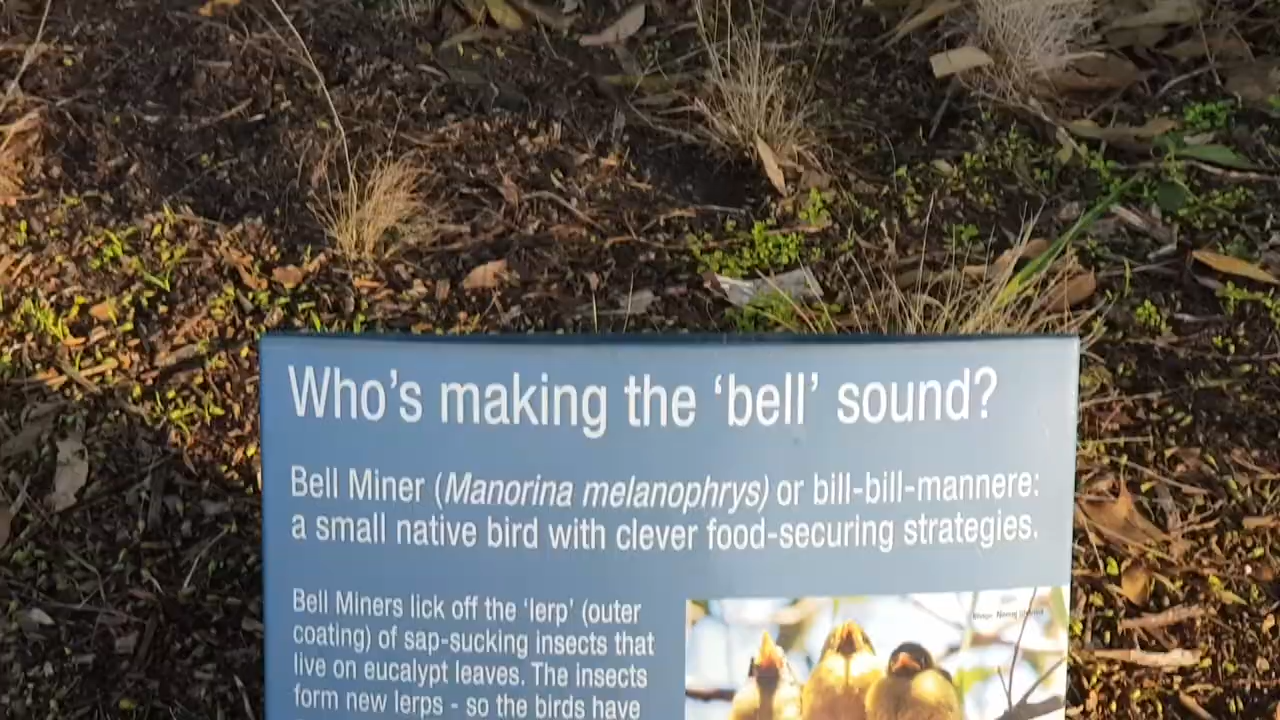 Who's making the ‘bell’ sound?
Bell Miner (Manorina melanophrys) or bill-bill-mannere:
a small native bird with clever food-securing strategies.
Bell Miners lick off the ‘lerp’ (outer
coating) of sap-sucking insects that
live on eucalypt leaves. The insects
form new lerps - so the birds have